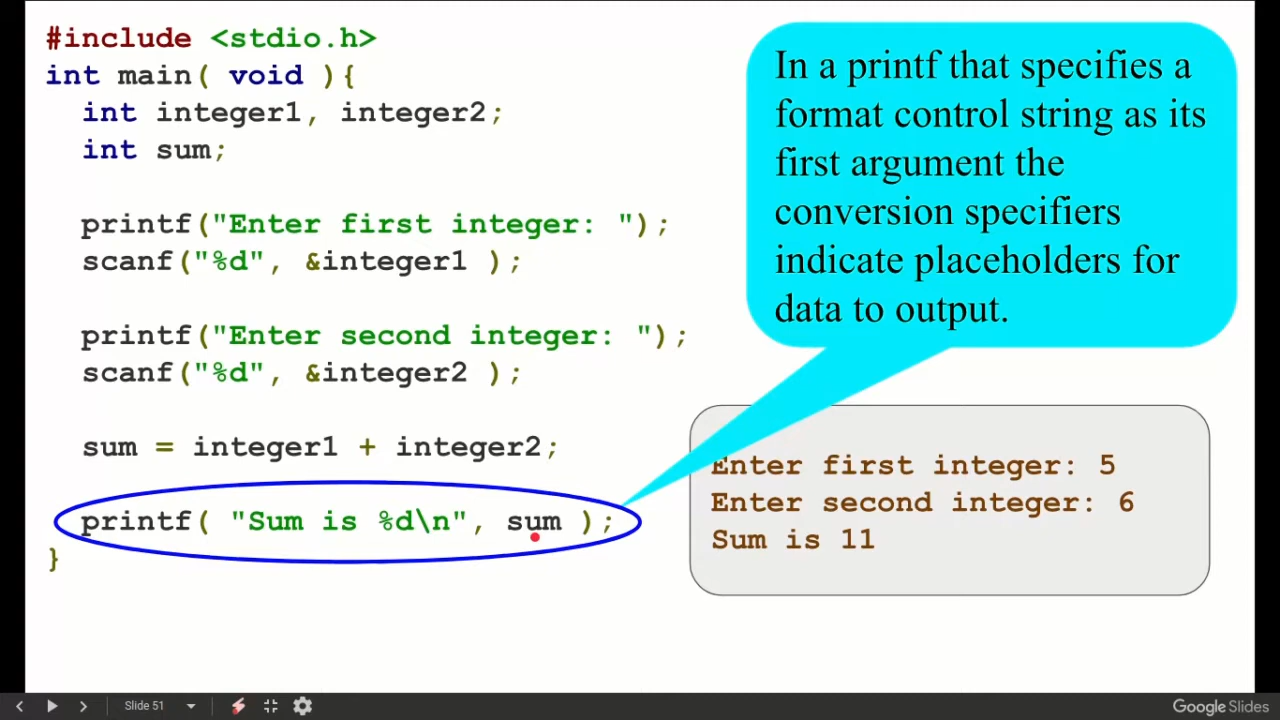 #include <stdio.h>
int main( void ){
  int integer1, integer2;
  int sum;
  printf("Enter first integer: ");
  scanf("%d", &integer1 );
  printf("Enter second integer: ");
  scanf("%d", &integer2 );
  sum = integer1 + integer2;
  printf( "Sum is %d\n", sum );
}
In a printf that specifies a
format control string as its
first argument the
conversion specifiers
indicate placeholders for
data to output.
Enter first integer: 5
Enter second integer: 6
Sum is 11
Slide 51
Google Slides